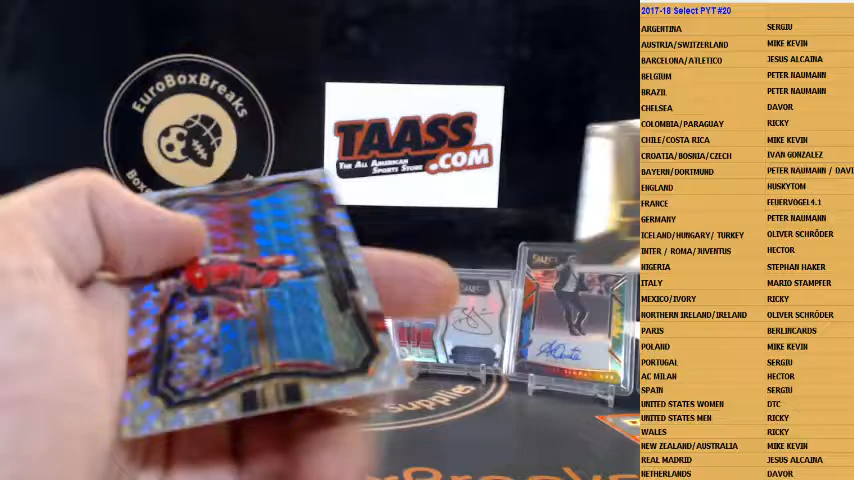 2017-18 Select PYT#20
ARGENTINA SERGIU
AUSTRIA/SWITZERLAND MIKE KEVIN
BARCELONA/ATLETICO JESUS ALCAINA
BELGIUM PETER NAUMANN
BRAZIL PETER NAUMANN
CHELSEA DAVOR
COLOMBIA/PARAGUAY RICKY
CHILE/COSTA RICA MIKE KEVIN
CROATIA/BOSNIA/CZECH IVAN GONZALEZ
BAYERN/DORTMUND PETER NAUMANN / DAVI
ENGLAND HUSKYTOM
FRANCE FEUERVOGEL4.1
GERMANY PETER NAUMANN
ICELAND/HUNGARY/ TURKEY OLIVER SCHRÖDER
INTER / ROMA/JUVENTUS HECTOR
NIGERIA STEPHAN HAKER
ITALY MARIO STAMPFER
MEXICO/IVORY RICKY
NORTHERN IRELAND/IRELAND OLIVER SCHRÖDER
PARIS BERLINCARDS
POLAND MIKE KEVIN
PORTUGAL SERGIU
AC MILAN HECTOR
SPAIN SERGIU
UNITED STATES WOMEN DTC
UNITED STATES MEN RICKY
WALES RICKY
NEW ZEALAND/AUSTRALIA MIKE KEVIN
REAL MADRID JESUS ALCAINA
NETHERLANDS DAVOR
EuroBoxBreaks
Box
TAASS
THE ALL AMERICAN
SPORTS STORE
.COM
SELECT
SELECT
supplies